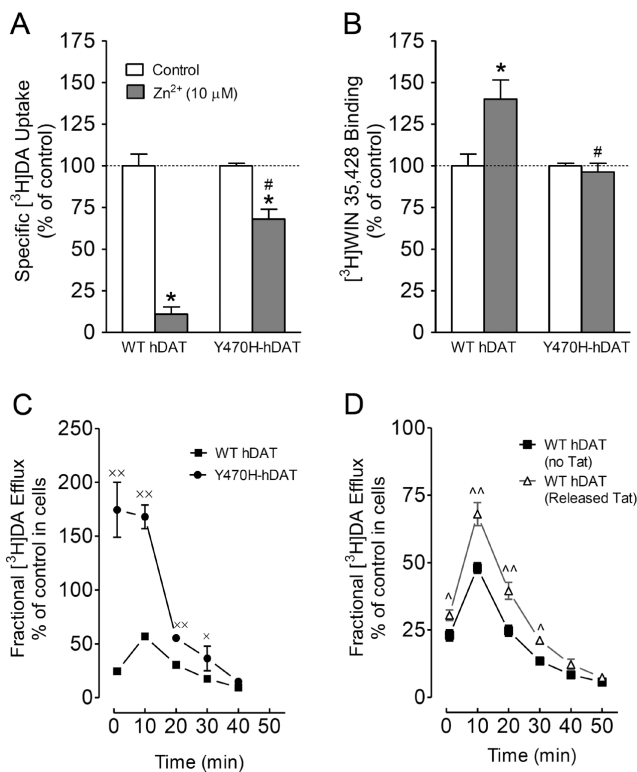 A
Specific [³H]DA Uptake
(% of control)
175
150
125
100
75
50
25
0
Control
Zn²⁺ (10 μM)
*
#
*
WT hDAT
Y470H-hDAT
B
[³H]WIN 35,428 Binding
(% of control)
175
150
125
100
75
50
25
0
*
#
WT hDAT
Y470H-hDAT
C
Fractional [³H]DA Efflux
% of control in cells
250
200
150
100
50
0
WT hDAT
Y470H-hDAT
××
××
××
×
0 10 20 30 40 50
Time (min)
D
Fractional [³H]DA Efflux
% of control in cells
100
75
50
25
0
WT hDAT
(no Tat)
WT hDAT
(Released Tat)
^
^^
^^
^
0 10 20 30 40 50
Time (min)